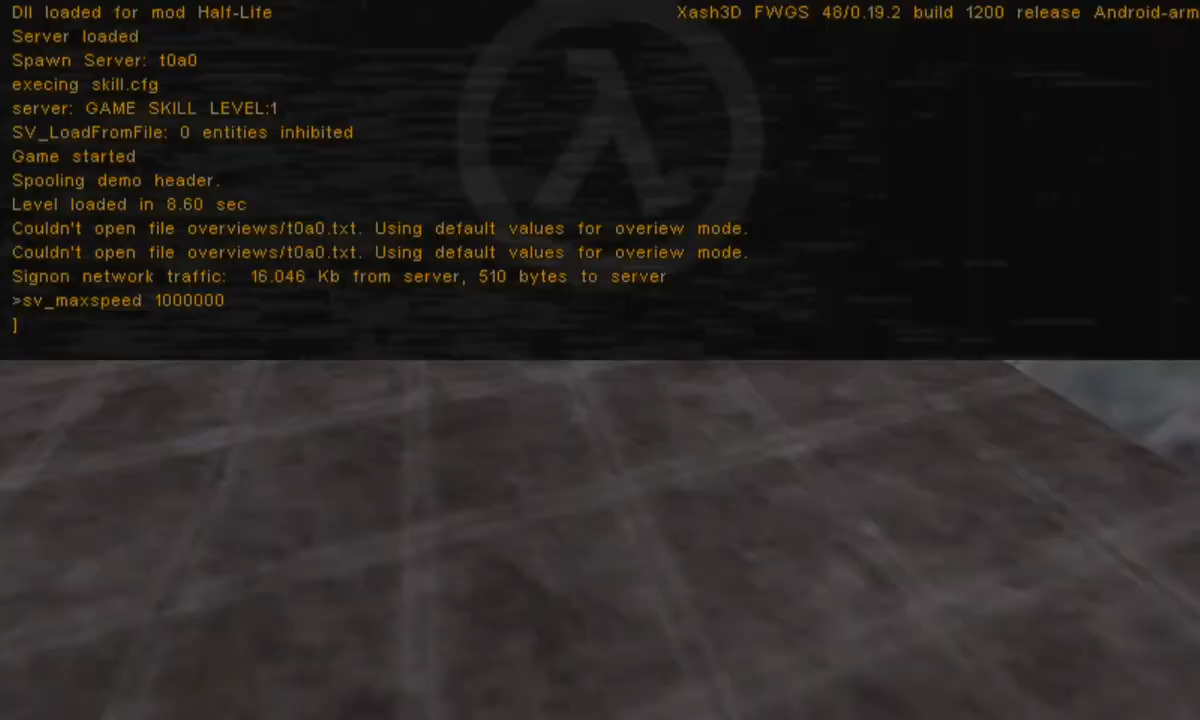 Dll loaded for mod Half-Life
Xash3D FWGS 48/0.19.2 build 1200 release Android-arm
Server loaded
Spawn Server: t0a0
execing skill.cfg
server: GAME SKILL LEVEL:1
SV_LoadFromFile: 0 entities inhibited
Game started
Spooling demo header.
Level loaded in 8.60 sec
Couldn't open file overviews/t0a0.txt. Using default values for overiew mode.
Couldn't open file overviews/t0a0.txt. Using default values for overiew mode.
Signon network traffic: 16.046 Kb from server, 510 bytes to server
>sv_maxspeed 1000000
]